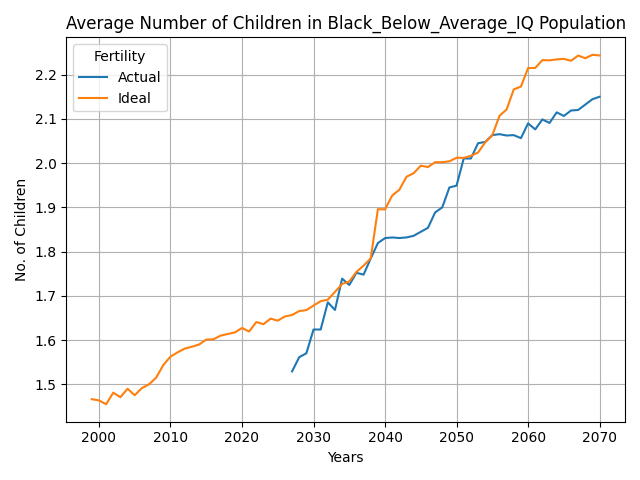 Average Number of Children in Black_Below_Average_IQ Population
Fertility
Actual
Ideal
No. of Children
2.2
2.1
2.0
1.9
1.8
1.7
1.6
1.5
2000 2010 2020 2030 2040 2050 2060 2070
Years